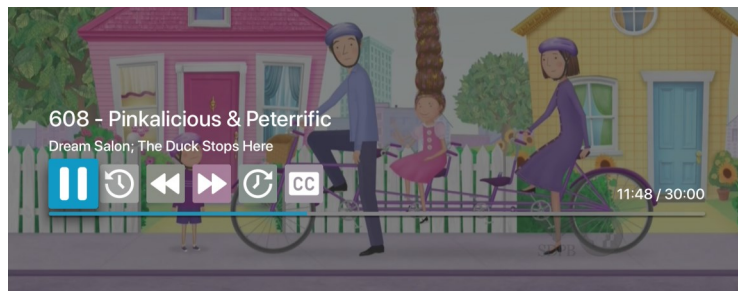 608 - Pinkalicious & Peterrific
Dream Salon; The Duck Stops Here
CC
11:48 / 30:00